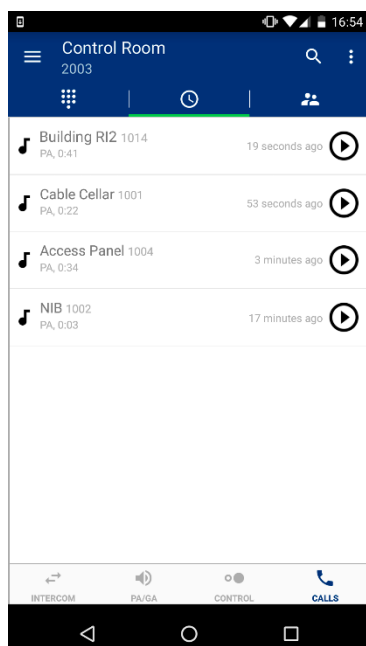 16:54
Control Room
2003
Building RI2 1014
PA, 0:41
19 seconds ago
Cable Cellar 1001
PA, 0:22
53 seconds ago
Access Panel 1004
PA, 0:34
3 minutes ago
NIB 1002
PA, 0:03
17 minutes ago
INTERCOM PA/GA CONTROL CALLS